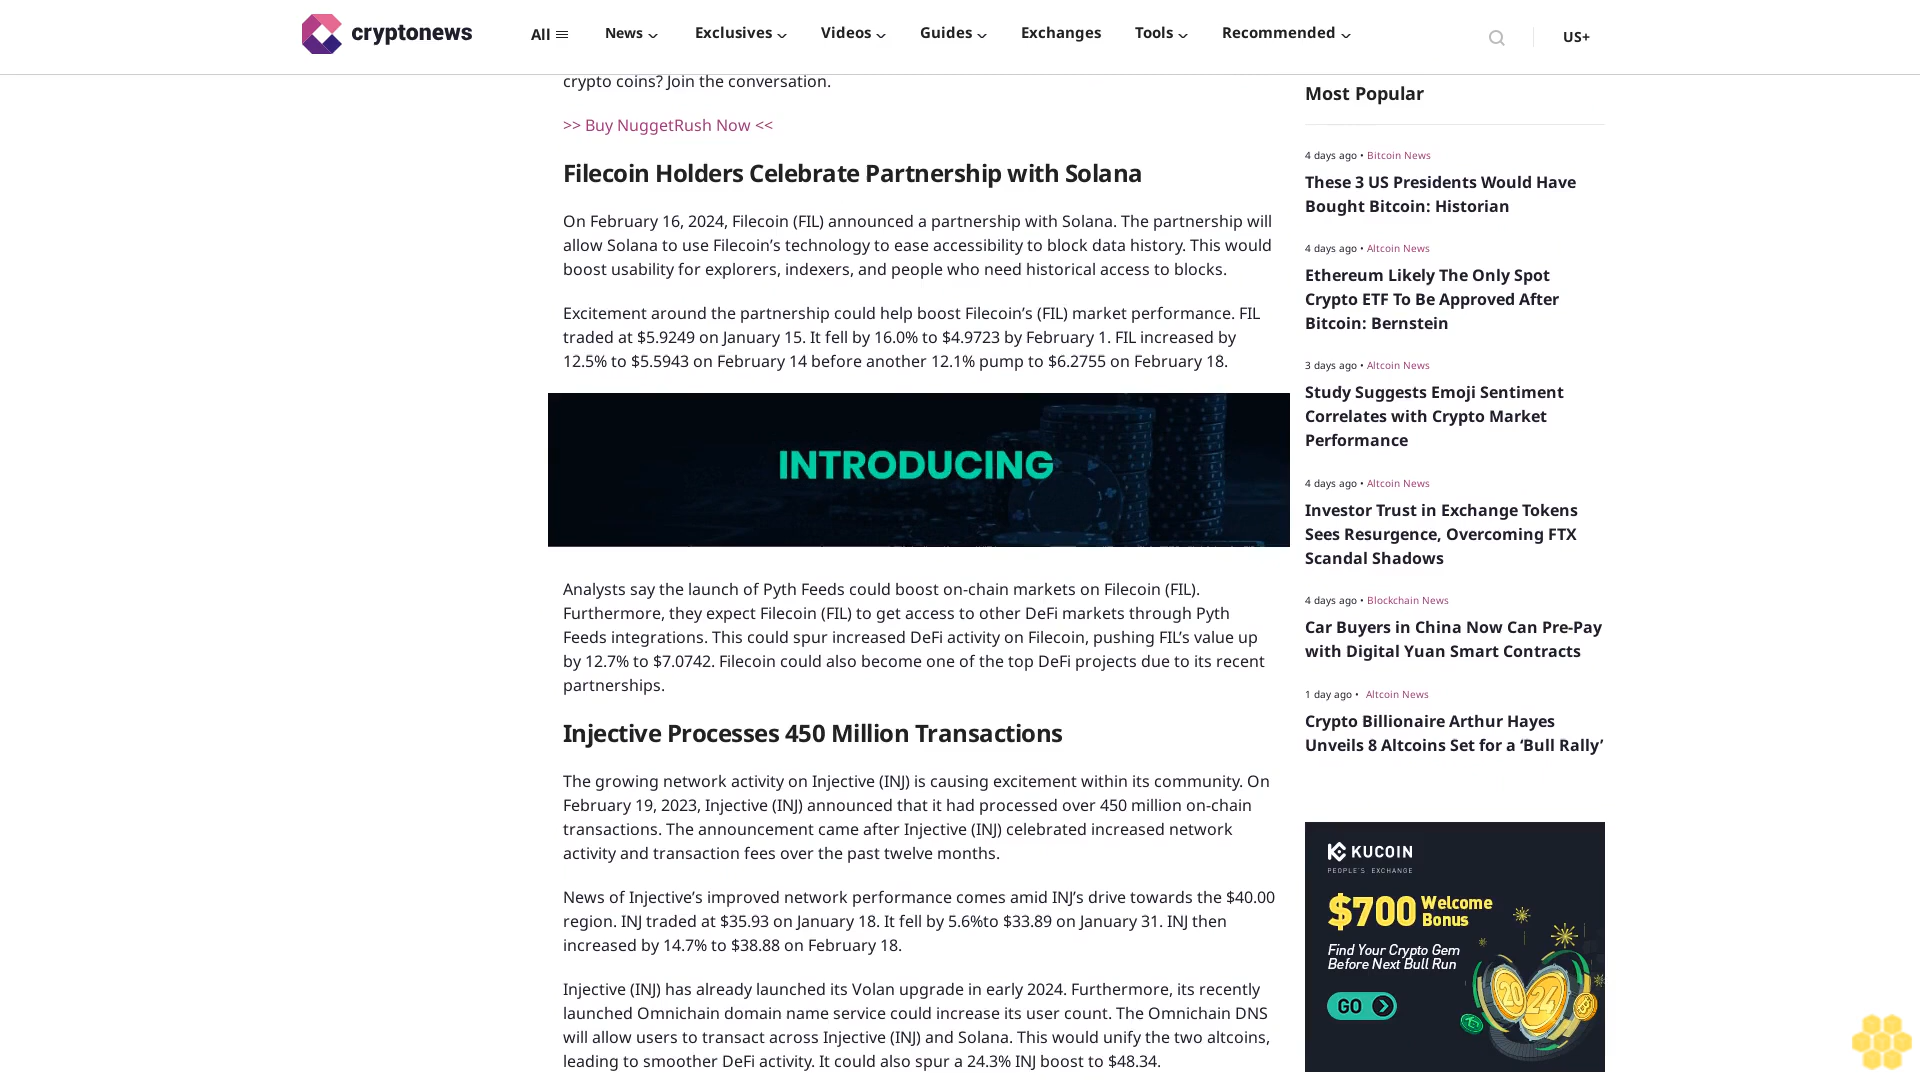 cryptonews
All
News
Exclusives
Videos
Guides
Exchanges
Tools
Recommended
US+
crypto coins? Join the conversation.
>> Buy NuggetRush Now <<
Filecoin Holders Celebrate Partnership with Solana
On February 16, 2024, Filecoin (FIL) announced a partnership with Solana. The partnership will
allow Solana to use Filecoin’s technology to ease accessibility to block data history. This would
boost usability for explorers, indexers, and people who need historical access to blocks.
Excitement around the partnership could help boost Filecoin’s (FIL) market performance. FIL
traded at $5.9249 on January 15. It fell by 16.0% to $4.9723 by February 1. FIL increased by
12.5% to $5.5943 on February 14 before another 12.1% pump to $6.2755 on February 18.
INTRODUCING
Analysts say the launch of Pyth Feeds could boost on-chain markets on Filecoin (FIL).
Furthermore, they expect Filecoin (FIL) to get access to other DeFi markets through Pyth
Feeds integrations. This could spur increased DeFi activity on Filecoin, pushing FIL’s value up
by 12.7% to $7.0742. Filecoin could also become one of the top DeFi projects due to its recent
partnerships.
Injective Processes 450 Million Transactions
The growing network activity on Injective (INJ) is causing excitement within its community. On
February 19, 2023, Injective (INJ) announced that it had processed over 450 million on-chain
transactions. The announcement came after Injective (INJ) celebrated increased network
activity and transaction fees over the past twelve months.
News of Injective’s improved network performance comes amid INJ’s drive towards the $40.00
region. INJ traded at $35.93 on January 18. It fell by 5.6%to $33.89 on January 31. INJ then
increased by 14.7% to $38.88 on February 18.
Injective (INJ) has already launched its Volan upgrade in early 2024. Furthermore, its recently
launched Omnichain domain name service could increase its user count. The Omnichain DNS
will allow users to transact across Injective (INJ) and Solana. This would unify the two altcoins,
leading to smoother DeFi activity. It could also spur a 24.3% INJ boost to $48.34.
Most Popular
4 days ago • Bitcoin News
These 3 US Presidents Would Have
Bought Bitcoin: Historian
4 days ago • Altcoin News
Ethereum Likely The Only Spot
Crypto ETF To Be Approved After
Bitcoin: Bernstein
3 days ago • Altcoin News
Study Suggests Emoji Sentiment
Correlates with Crypto Market
Performance
4 days ago • Altcoin News
Investor Trust in Exchange Tokens
Sees Resurgence, Overcoming FTX
Scandal Shadows
4 days ago • Blockchain News
Car Buyers in China Now Can Pre-Pay
with Digital Yuan Smart Contracts
1 day ago • Altcoin News
Crypto Billionaire Arthur Hayes
Unveils 8 Altcoins Set for a ‘Bull Rally’
KUCOIN
PEOPLE'S EXCHANGE
$700 Welcome
Bonus
Find Your Crypto Gem
Before Next Bull Run
GO
20 24